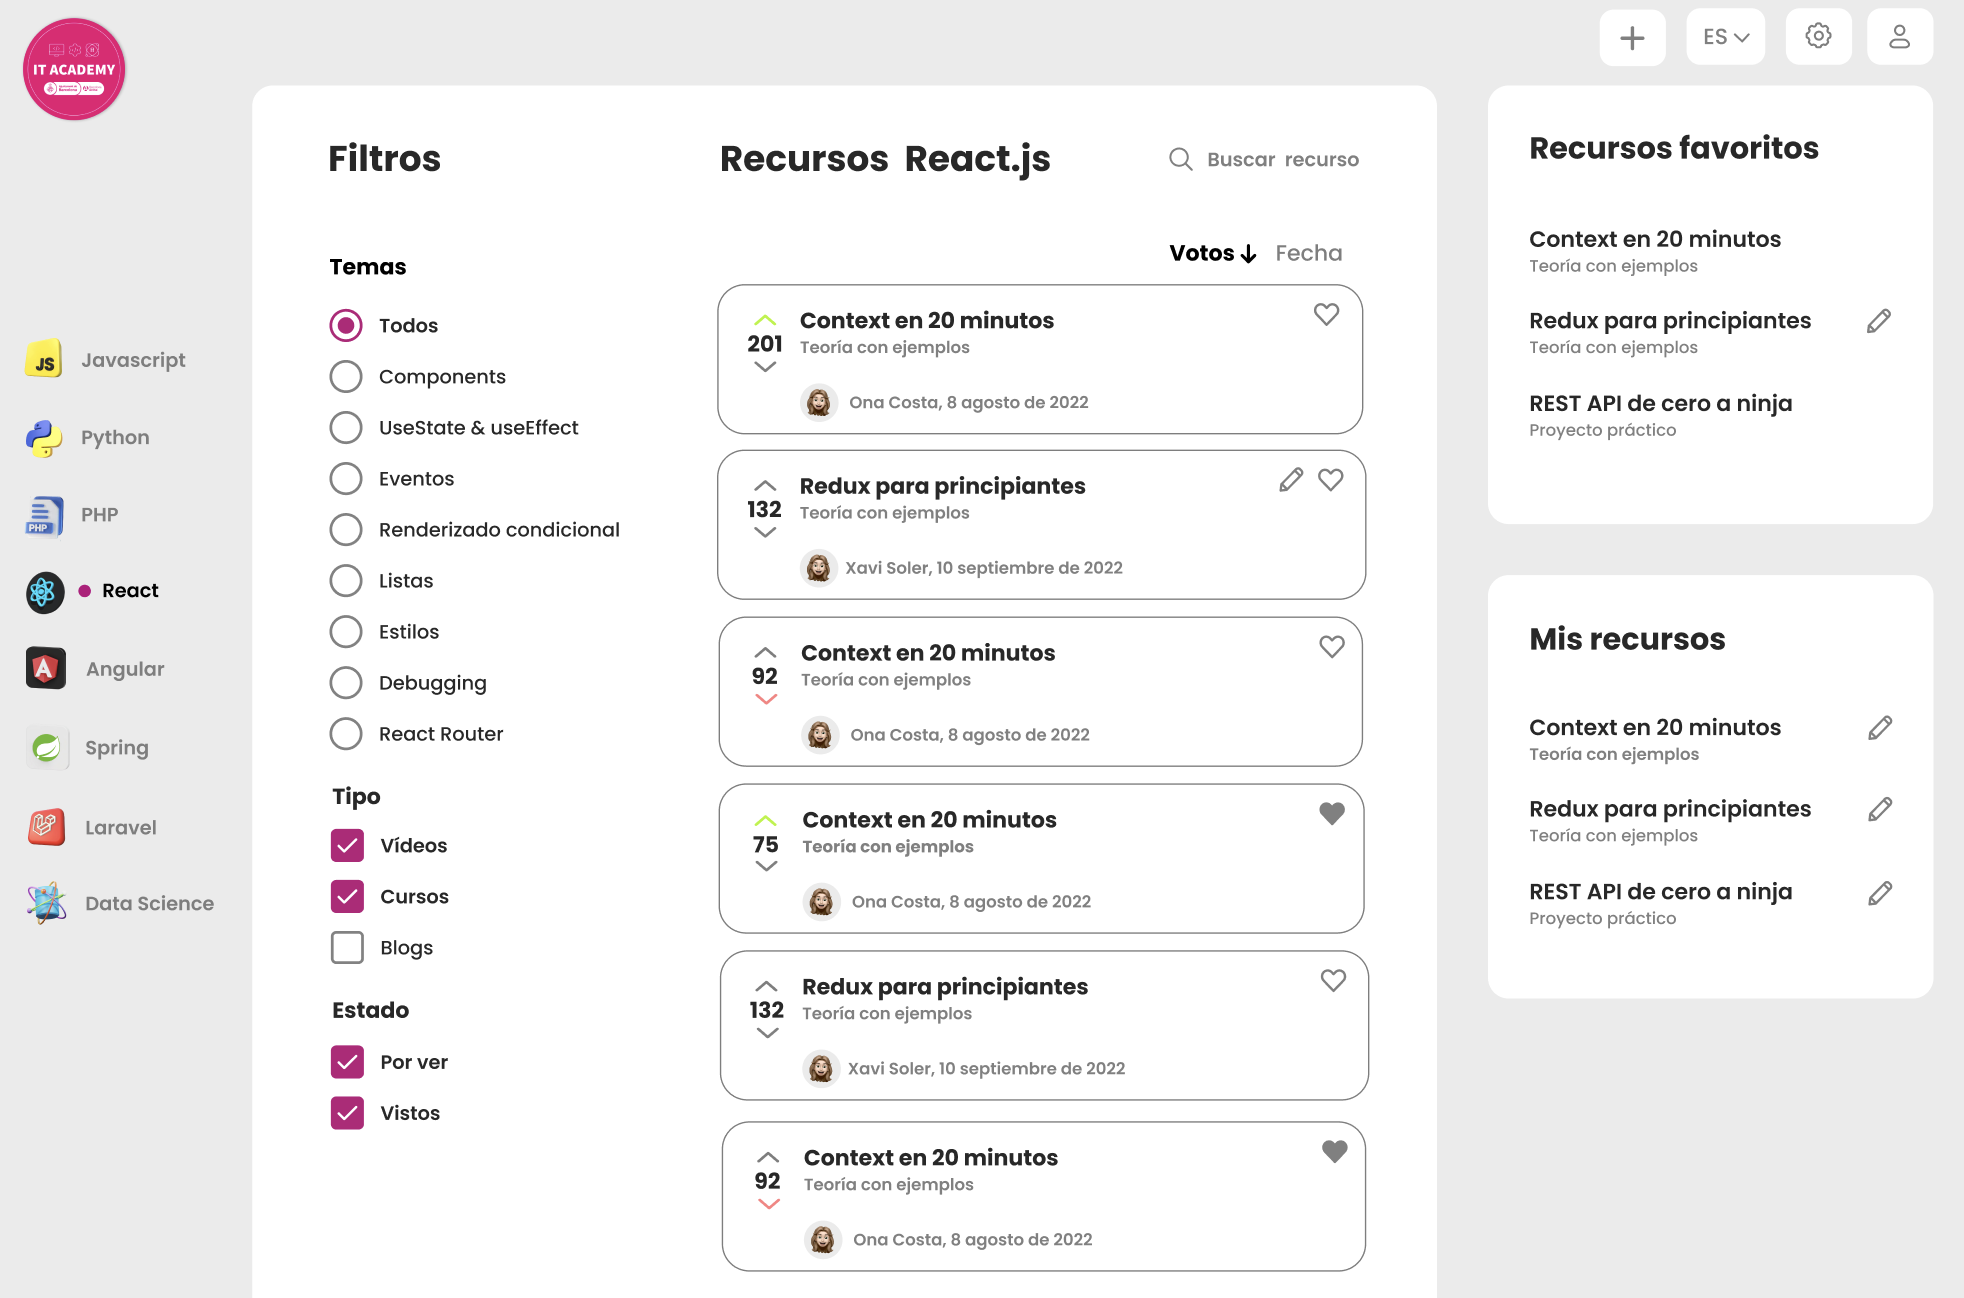 IT ACADEMY
ES
Javascript
Python
PHP
React
Angular
Spring
Laravel
Data Science
Filtros
Temas
Todos
Components
UseState & useEffect
Eventos
Renderizado condicional
Listas
Estilos
Debugging
React Router
Tipo
Vídeos
Cursos
Blogs
Estado
Por ver
Vistos
Recursos React.js
Buscar recurso
Votos Fecha
201
Context en 20 minutos
Teoría con ejemplos
Ona Costa, 8 agosto de 2022
132
Redux para principiantes
Teoría con ejemplos
Xavi Soler, 10 septiembre de 2022
92
Context en 20 minutos
Teoría con ejemplos
Ona Costa, 8 agosto de 2022
75
Context en 20 minutos
Teoría con ejemplos
Ona Costa, 8 agosto de 2022
132
Redux para principiantes
Teoría con ejemplos
Xavi Soler, 10 septiembre de 2022
92
Context en 20 minutos
Teoría con ejemplos
Ona Costa, 8 agosto de 2022
Recursos favoritos
Context en 20 minutos
Teoría con ejemplos
Redux para principiantes
Teoría con ejemplos
REST API de cero a ninja
Proyecto práctico
Mis recursos
Context en 20 minutos
Teoría con ejemplos
Redux para principiantes
Teoría con ejemplos
REST API de cero a ninja
Proyecto práctico
JS
PHP